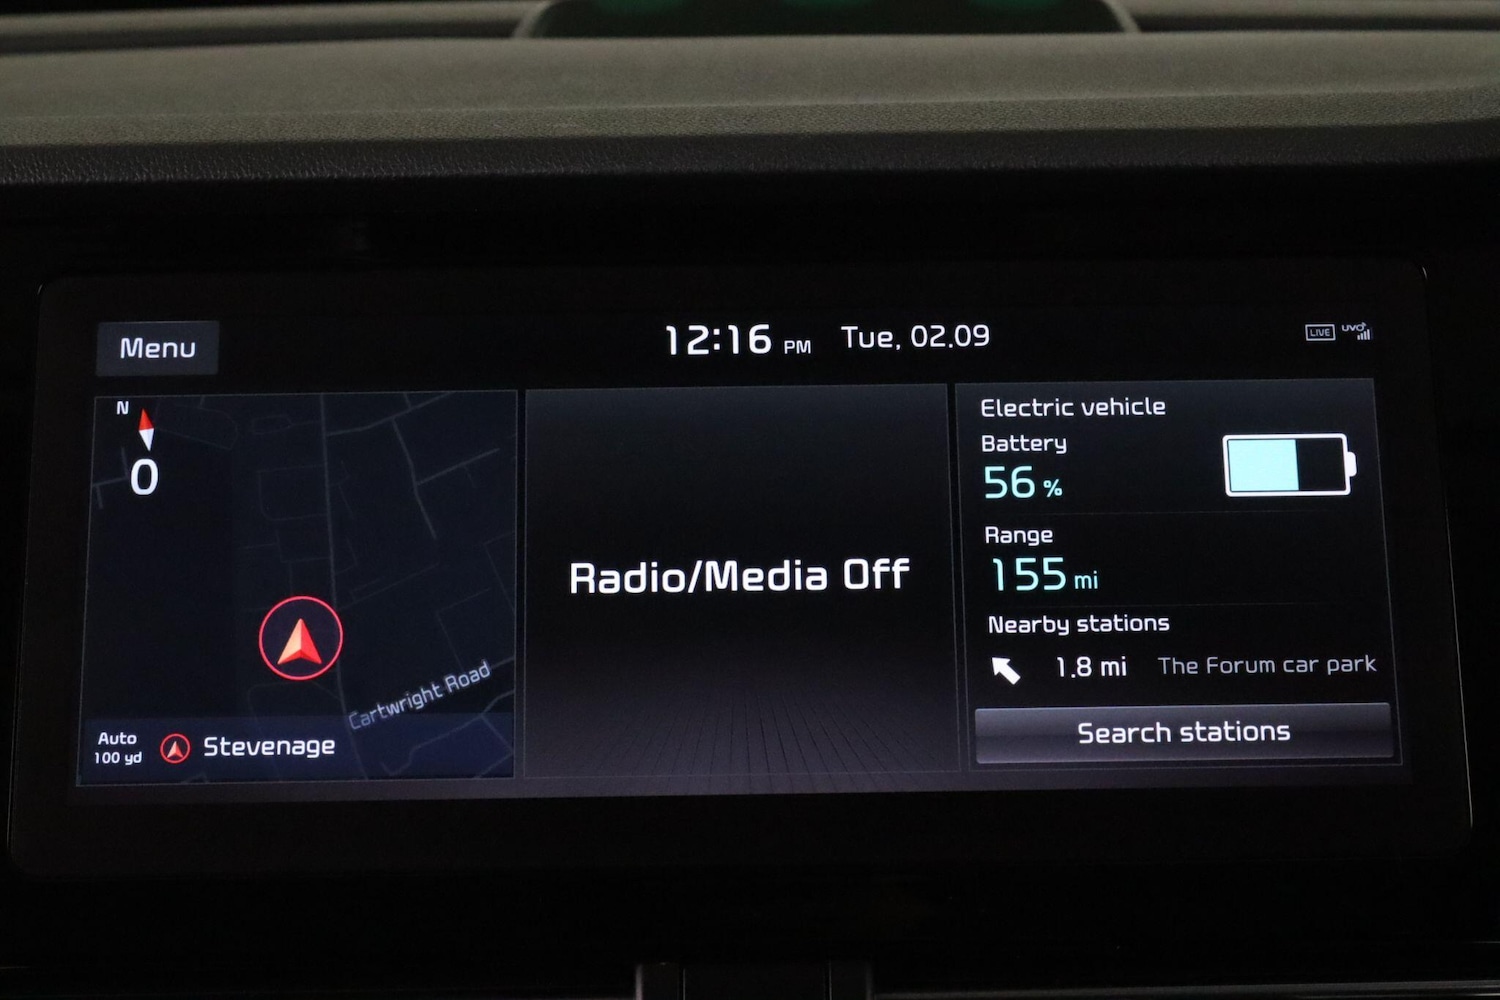 Menu
12:16 PM Tue, 02.09
LIVE UVO
N
0
Cartwright Road
Auto
100 yd
Stevenage
Radio/Media Off
Electric vehicle
Battery
56 %
Range
155 mi
Nearby stations
1.8 mi The Forum car park
Search stations